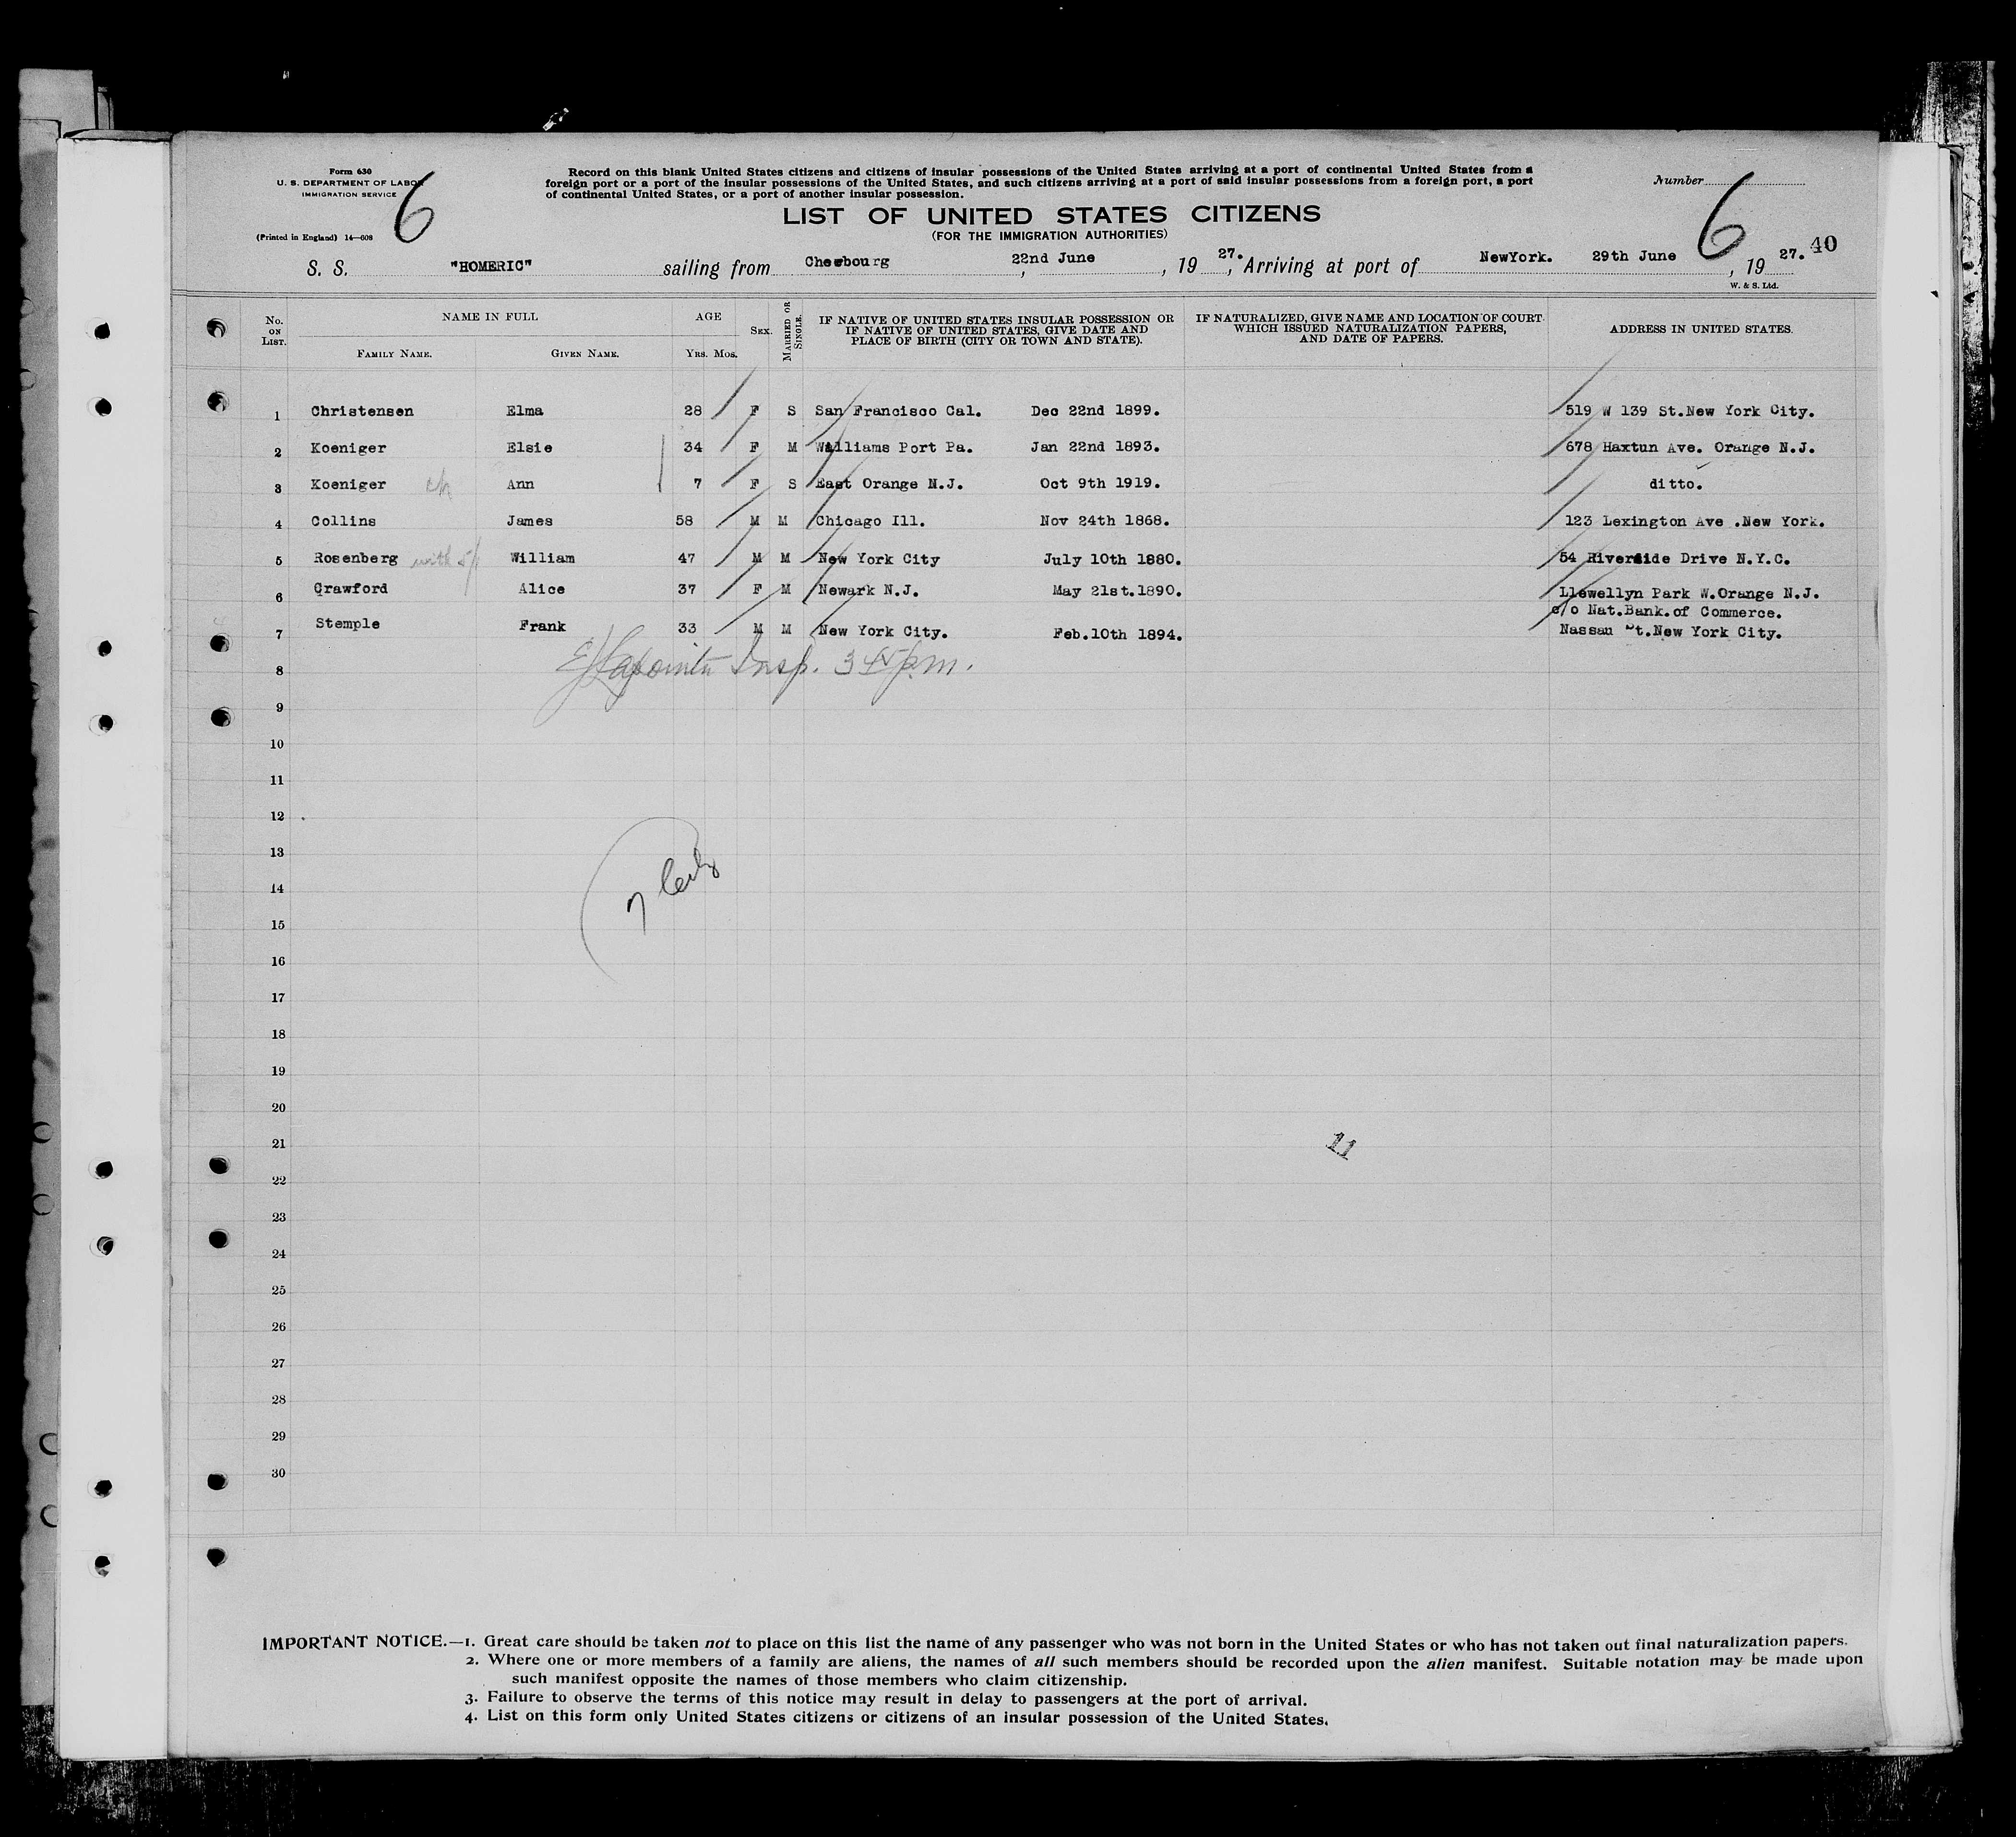 Form 630
U. S. DEPARTMENT OF LABOR
IMMIGRATION SERVICE
(Printed in England) 14—608
6
Record on this blank United States citizens and citizens of insular possessions of the United States arriving at a port of continental United States from a
foreign port or a port of the insular possessions of the United States, and such citizens arriving at a port of said insular possessions from a foreign port, a port
of continental United States, or a port of another insular possession.
Number
6
LIST OF UNITED STATES CITIZENS
(FOR THE IMMIGRATION AUTHORITIES)
40
S. S. "HOMERIC" sailing from Cherbourg, 22nd June, 19 27., Arriving at port of NewYork. 29th June, 19 27.
W. & S. Ltd.
No. ON LIST. NAME IN FULL AGE SEX. MARRIED OR SINGLE. IF NATIVE OF UNITED STATES INSULAR POSSESSION OR IF NATIVE OF UNITED STATES, GIVE DATE AND PLACE OF BIRTH (CITY OR TOWN AND STATE). IF NATURALIZED, GIVE NAME AND LOCATION OF COURT WHICH ISSUED NATURALIZATION PAPERS, AND DATE OF PAPERS. ADDRESS IN UNITED STATES.
FAMILY NAME. GIVEN NAME. YRS. MOS.
1 Christensen Elma 28 F S San Francisco Cal. Dec 22nd 1899. 519 W 139 St.New York City.
2 Koeniger Elsie 34 F M Williams Port Pa. Jan 22nd 1893. 678 Haxtun Ave. Orange N.J.
3 Koeniger Ann 7 F S East Orange N.J. Oct 9th 1919. ditto.
4 Collins James 58 M M Chicago Ill. Nov 24th 1868. 123 Lexington Ave .New York.
5 Rosenberg with William 47 M M New York City July 10th 1880. 54 Riverside Drive N.Y.C.
6 Crawford Alice 37 F M Newark N.J. May 21st.1890. Llewellyn Park W.Orange N.J.
c/o Nat.Bank.of Commerce.
7 Stemple Frank 33 M M New York City. Feb.10th 1894. Nassau St.New York City.
8 Insp. 3 45 p.m.
9
10
11
12
13
14
7
15
16
17
18
19
20
21
11
22
23
24
25
26
27
28
29
30
IMPORTANT NOTICE.—1. Great care should be taken not to place on this list the name of any passenger who was not born in the United States or who has not taken out final naturalization papers.
2. Where one or more members of a family are aliens, the names of all such members should be recorded upon the alien manifest. Suitable notation may be made upon
such manifest opposite the names of those members who claim citizenship.
3. Failure to observe the terms of this notice may result in delay to passengers at the port of arrival.
4. List on this form only United States citizens or citizens of an insular possession of the United States.